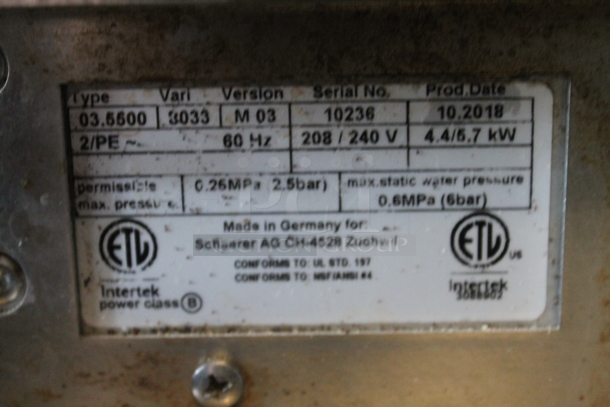 Type Vari Version Serial No. Prod.Date
03.5500 3033 M 03 10236 10.2018
2/PE ~ 60 Hz 208 / 240 V 4.4/5.7 kW
permissible max. pressure 0,25MPa (2.5bar) max.static water pressure 0,6MPa (6bar)
Made in Germany for:
Schaerer AG CH-4528 Zuchwil
CONFORMS TO: UL STD. 197
CONFORMS TO: NSF/ANSI #4
ETL
Intertek
power class B
ETL US
Intertek
GROUP